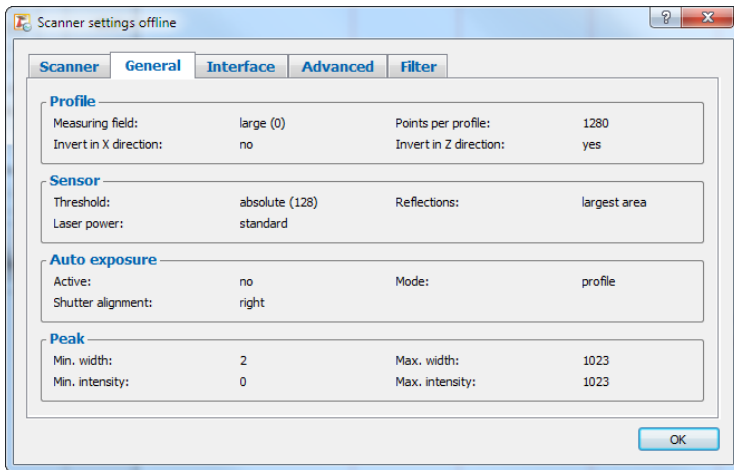 Scanner settings offline
Scanner General Interface Advanced Filter
Profile
Measuring field: large (0) Points per profile: 1280
Invert in X direction: no Invert in Z direction: yes
Sensor
Threshold: absolute (128) Reflections: largest area
Laser power: standard
Auto exposure
Active: no Mode: profile
Shutter alignment: right
Peak
Min. width: 2 Max. width: 1023
Min. intensity: 0 Max. intensity: 1023
OK